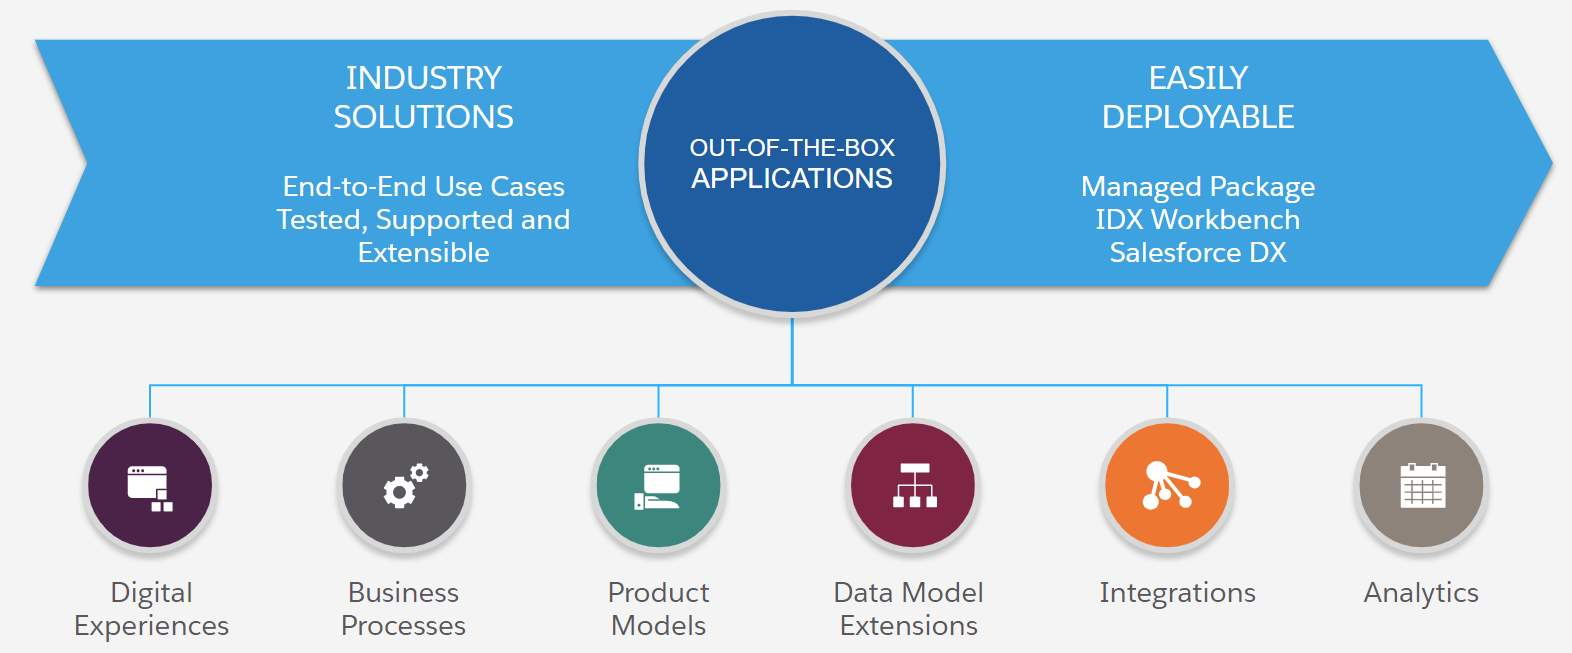 INDUSTRY
SOLUTIONS
End-to-End Use Cases
Tested, Supported and
Extensible
OUT-OF-THE-BOX
APPLICATIONS
EASILY
DEPLOYABLE
Managed Package
IDX Workbench
Salesforce DX
Digital
Experiences
Business
Processes
Product
Models
Data Model
Extensions
Integrations
Analytics